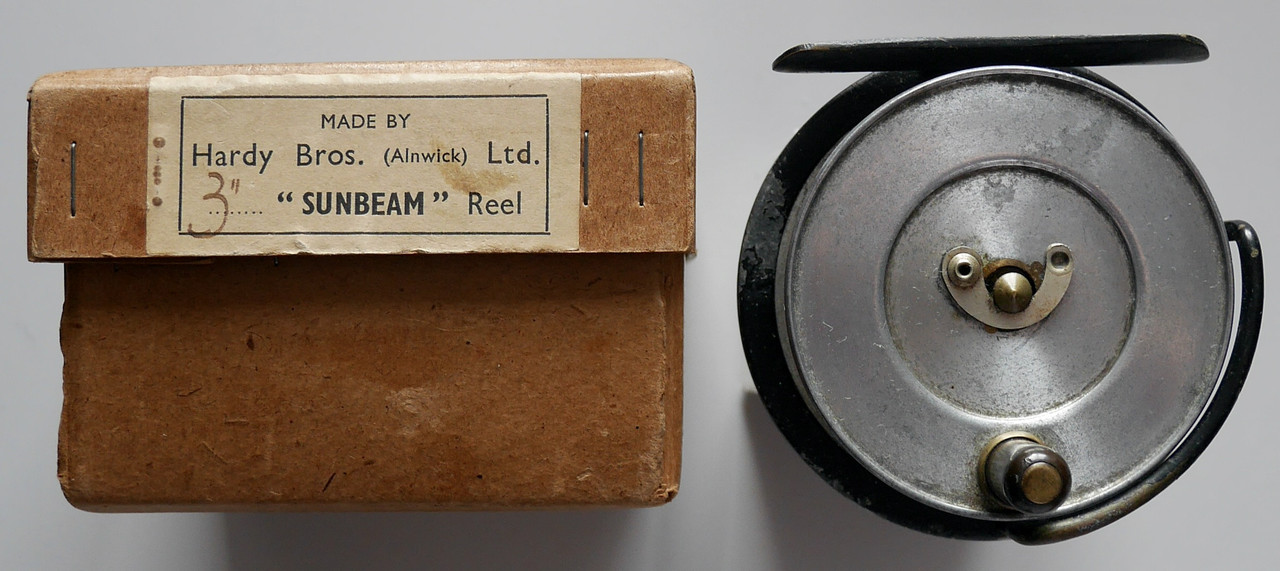 MADE BY
Hardy Bros. (Alnwick) Ltd.
3" ........ "SUNBEAM" Reel